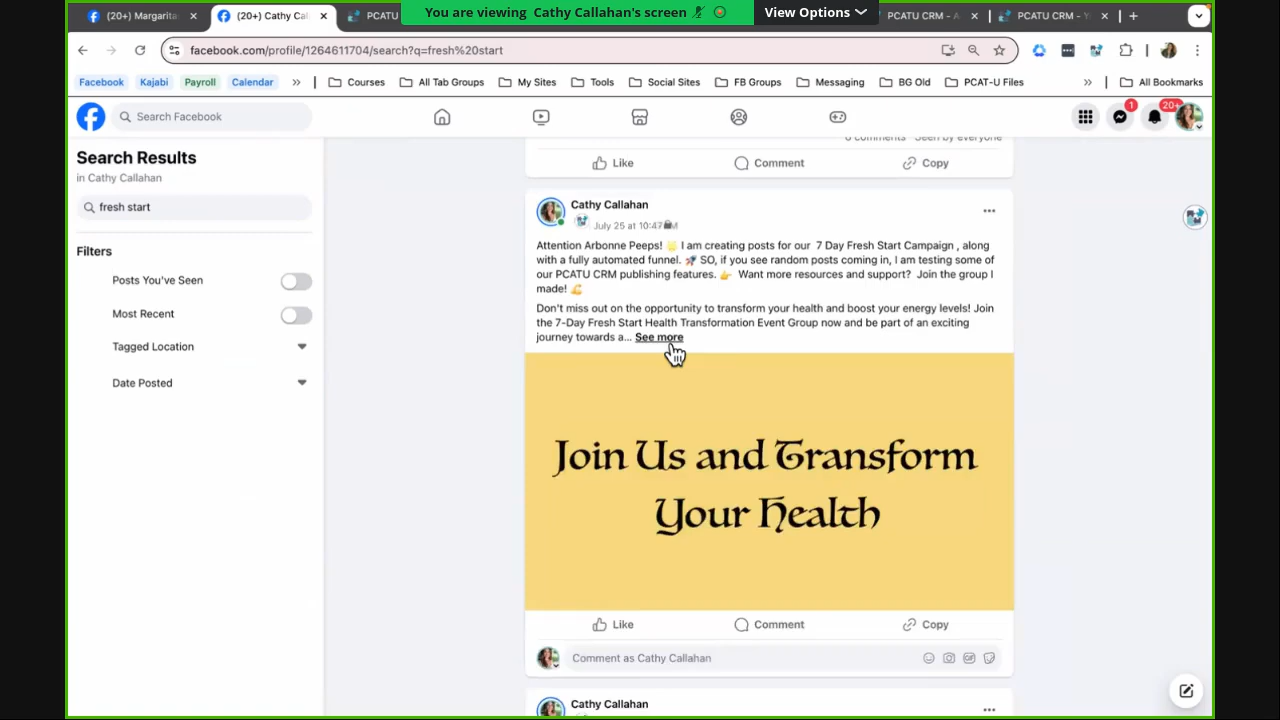 You are viewing Cathy Callahan's screen
View Options
(20+) Margarita
(20+) Cathy Cal
PCATU
PCATU CRM - A
PCATU CRM - Y
facebook.com/profile/1264611704/search?q=fresh%20start
Facebook
Kajabi
Payroll
Calendar
Courses
All Tab Groups
My Sites
Tools
Social Sites
FB Groups
Messaging
BG Old
PCAT-U Files
All Bookmarks
Search Facebook
1
20+
Search Results
in Cathy Callahan
fresh start
Filters
Posts You've Seen
Most Recent
Tagged Location
Date Posted
0 comments Seen by everyone
Like
Comment
Copy
Cathy Callahan
July 25 at 10:47
Attention Arbonne Peeps! 🌟 I am creating posts for our 7 Day Fresh Start Campaign , along
with a fully automated funnel. 🚀 SO, if you see random posts coming in, I am testing some of
our PCATU CRM publishing features. 👉 Want more resources and support? Join the group I
made! 💪
Don't miss out on the opportunity to transform your health and boost your energy levels! Join
the 7-Day Fresh Start Health Transformation Event Group now and be part of an exciting
journey towards a... See more
Join Us and Transform
Your Health
Like
Comment
Copy
Comment as Cathy Callahan
Cathy Callahan